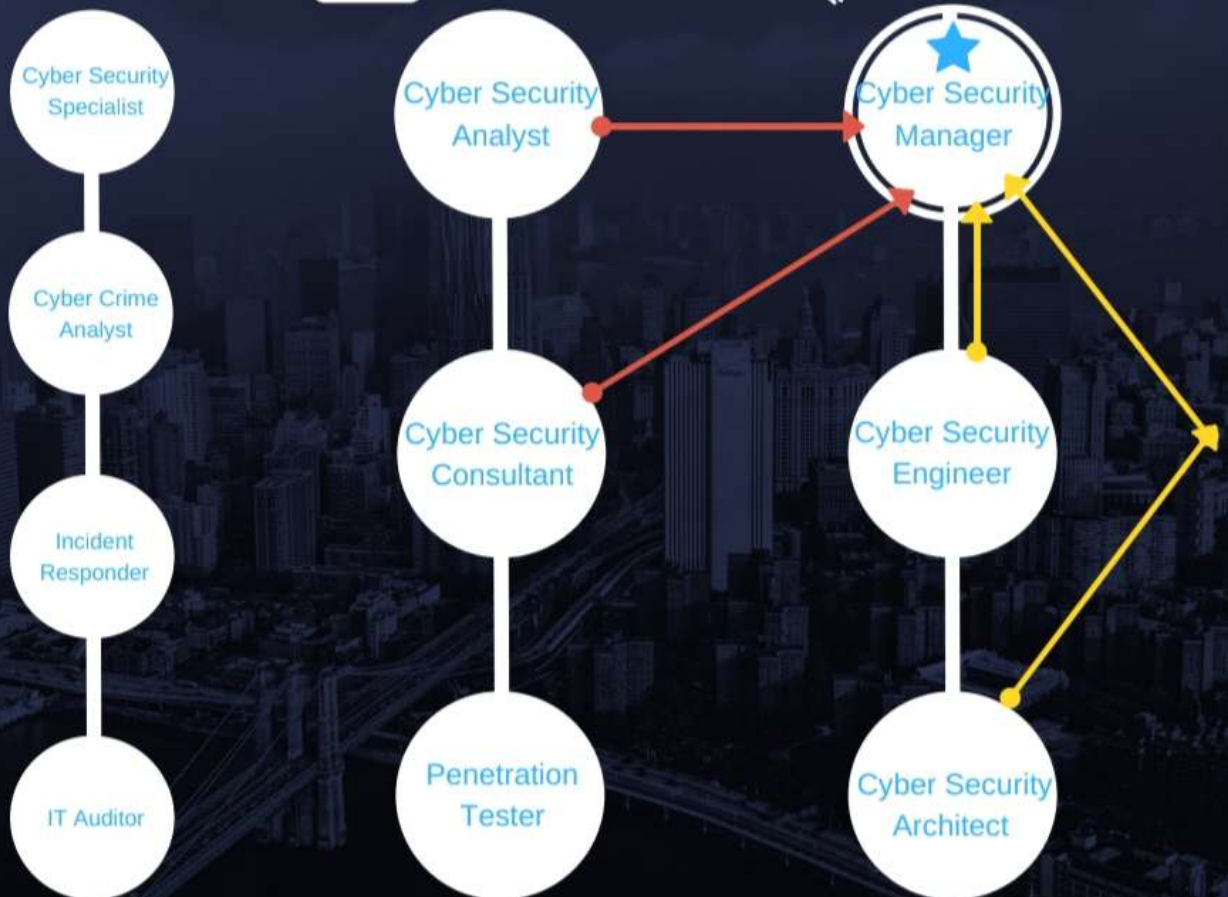 Cyber Security
Specialist
Cyber Crime
Analyst
Incident
Responder
IT Auditor
Cyber Security
Analyst
Cyber Security
Consultant
Penetration
Tester
Cyber Security
Manager
Cyber Security
Engineer
Cyber Security
Architect